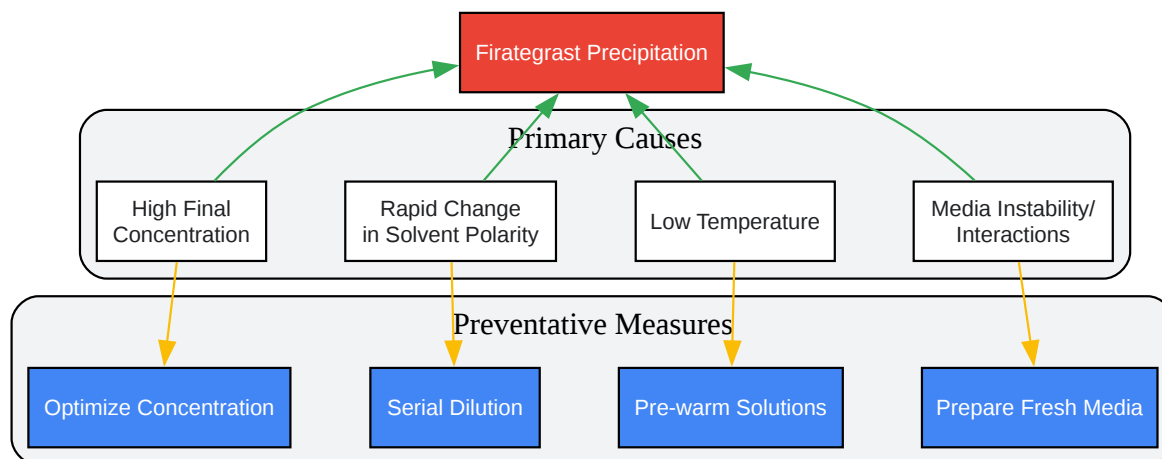 Firategrast Precipitation
Primary Causes
High Final
Concentration
Rapid Change
in Solvent Polarity
Low Temperature
Media Instability/
Interactions
Preventative Measures
Optimize Concentration
Serial Dilution
Pre-warm Solutions
Prepare Fresh Media